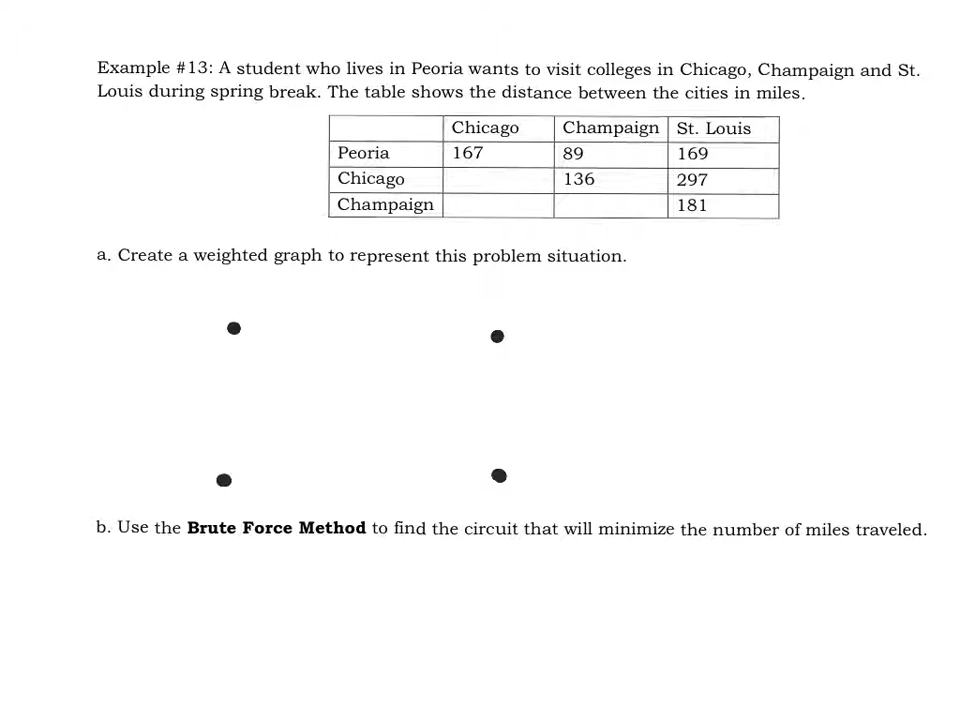 Example #13: A student who lives in Peoria wants to visit colleges in Chicago, Champaign and St.
Louis during spring break. The table shows the distance between the cities in miles.
Chicago Champaign St. Louis
Peoria 167 89 169
Chicago 136 297
Champaign 181
a. Create a weighted graph to represent this problem situation.
b. Use the Brute Force Method to find the circuit that will minimize the number of miles traveled.